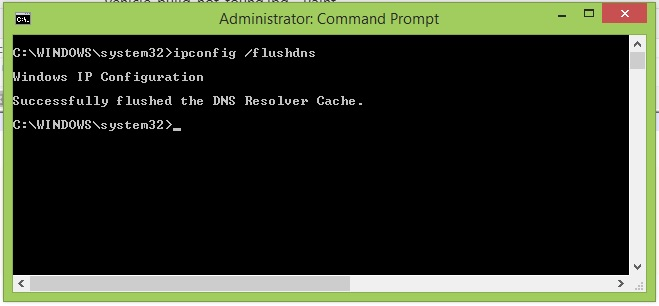 Administrator: Command Prompt
C:\WINDOWS\system32>ipconfig /flushdns
Windows IP Configuration
Successfully flushed the DNS Resolver Cache.
C:\WINDOWS\system32>